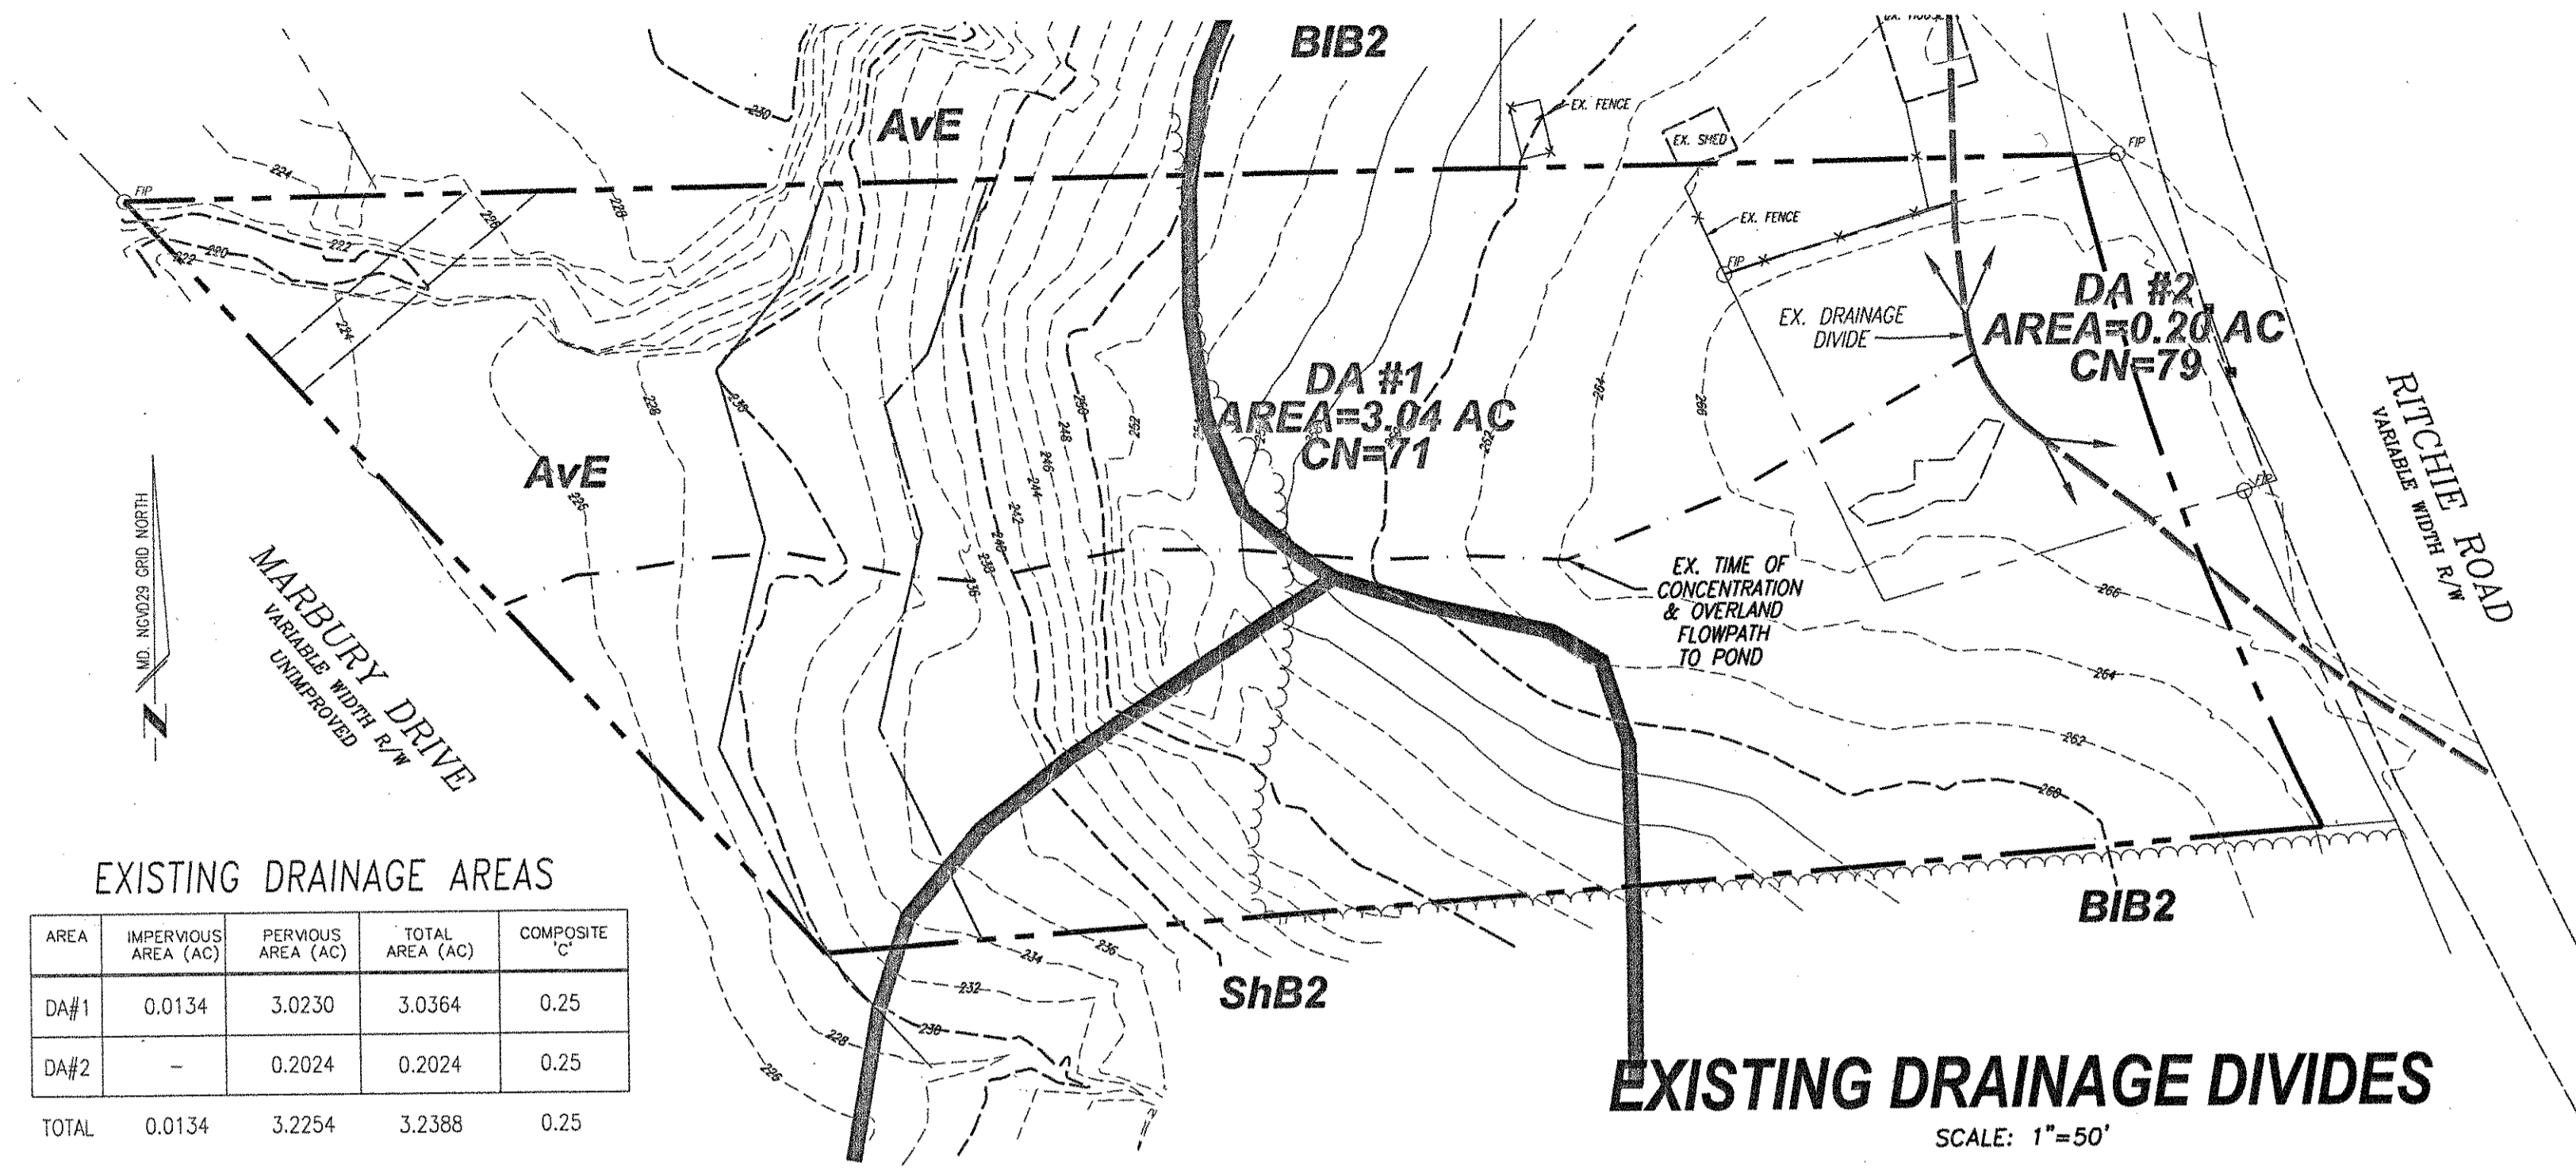 BIB2
EX. HOUSE
230
AvE
EX. FENCE
EX. SHED
FIP
FIP
224
226
228
EX. FENCE
222
220
222
FIP
224
DA #2
AREA=0.20 AC
CN=79
EX. DRAINAGE
DIVIDE
DA #1
AREA=3.04 AC
CN=71
228
230
250
248
246
244
242
240
238
236
252
262
264
266
RITCHIE ROAD
VARIABLE WIDTH R/W
AvE
226
FIP
MD. NGVD29 GRID NORTH
N
MARBURY DRIVE
VARIABLE WIDTH R/W
UNIMPROVED
EX. TIME OF
CONCENTRATION
& OVERLAND
FLOWPATH
TO POND
266
264
262
260
BIB2
ShB2
236
234
232
230
228
226
EXISTING DRAINAGE AREAS
AREA IMPERVIOUS AREA (AC) PERVIOUS AREA (AC) TOTAL AREA (AC) COMPOSITE 'C'
DA#1 0.0134 3.0230 3.0364 0.25
DA#2 - 0.2024 0.2024 0.25
TOTAL 0.0134 3.2254 3.2388 0.25
EXISTING DRAINAGE DIVIDES
SCALE: 1"=50'